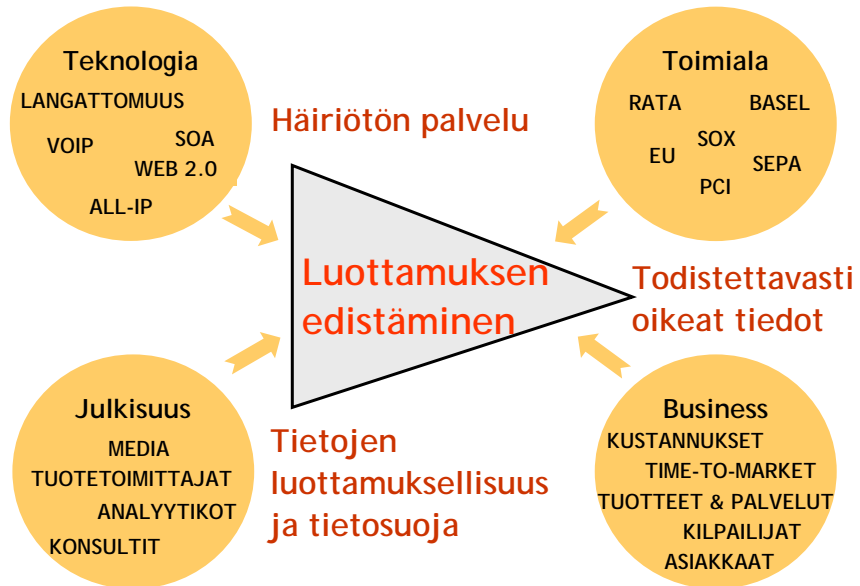 Teknologia
LANGATTOMUUS
VOIP
SOA
WEB 2.0
ALL-IP
Häiriötön palvelu
Toimiala
RATA
BASEL
SOX
EU
SEPA
PCI
Luottamuksen
edistäminen
Todistettavasti
oikeat tiedot
Julkisuus
MEDIA
TUOTETOIMITTAJAT
ANALYYTIKOT
KONSULTIT
Tietojen
luottamuksellisuus
ja tietosuoja
Business
KUSTANNUKSET
TIME-TO-MARKET
TUOTTEET & PALVELUT
KILPAILIJAT
ASIAKKAAT